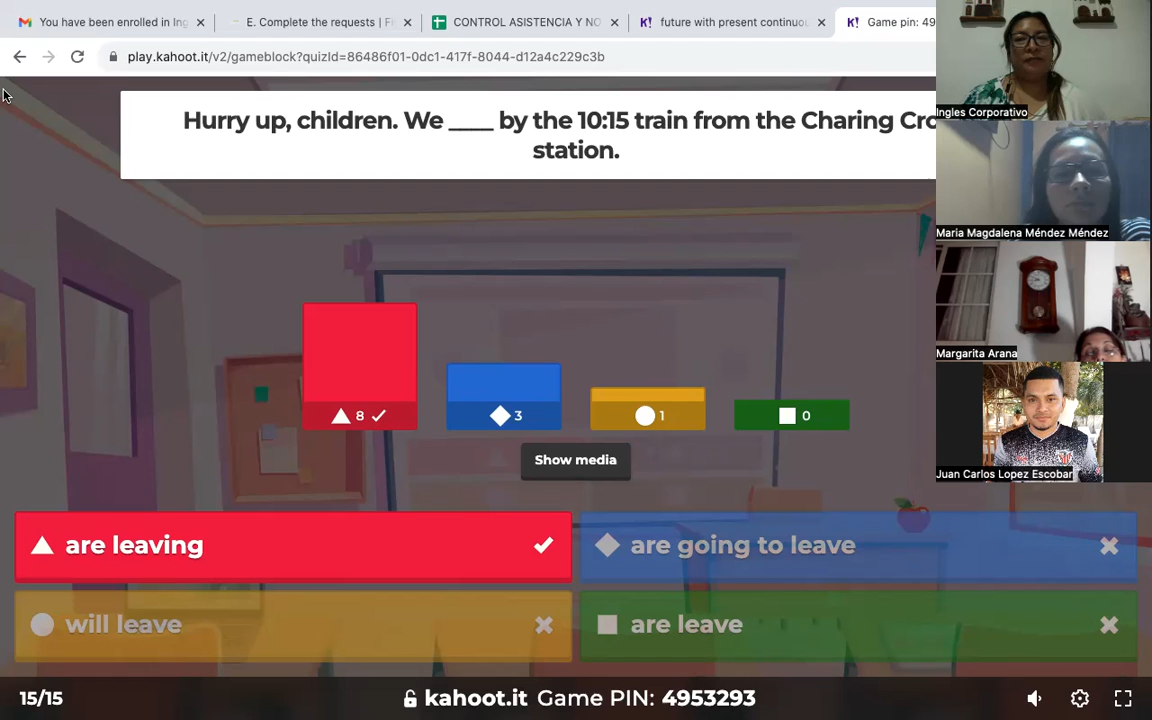 You have been enrolled in Ing
E. Complete the requests | Fl
CONTROL ASISTENCIA Y NO
future with present continuou
Game pin: 49
play.kahoot.it/v2/gameblock?quizId=86486f01-0dc1-417f-8044-d12a4c229c3b
Hurry up, children. We ____ by the 10:15 train from the Charing Cro
station.
Ingles Corporativo
Maria Magdalena Méndez Méndez
Margarita Arana
Juan Carlos Lopez Escobar
8
3
1
0
Show media
are leaving
are going to leave
will leave
are leave
15/15
kahoot.it Game PIN: 4953293